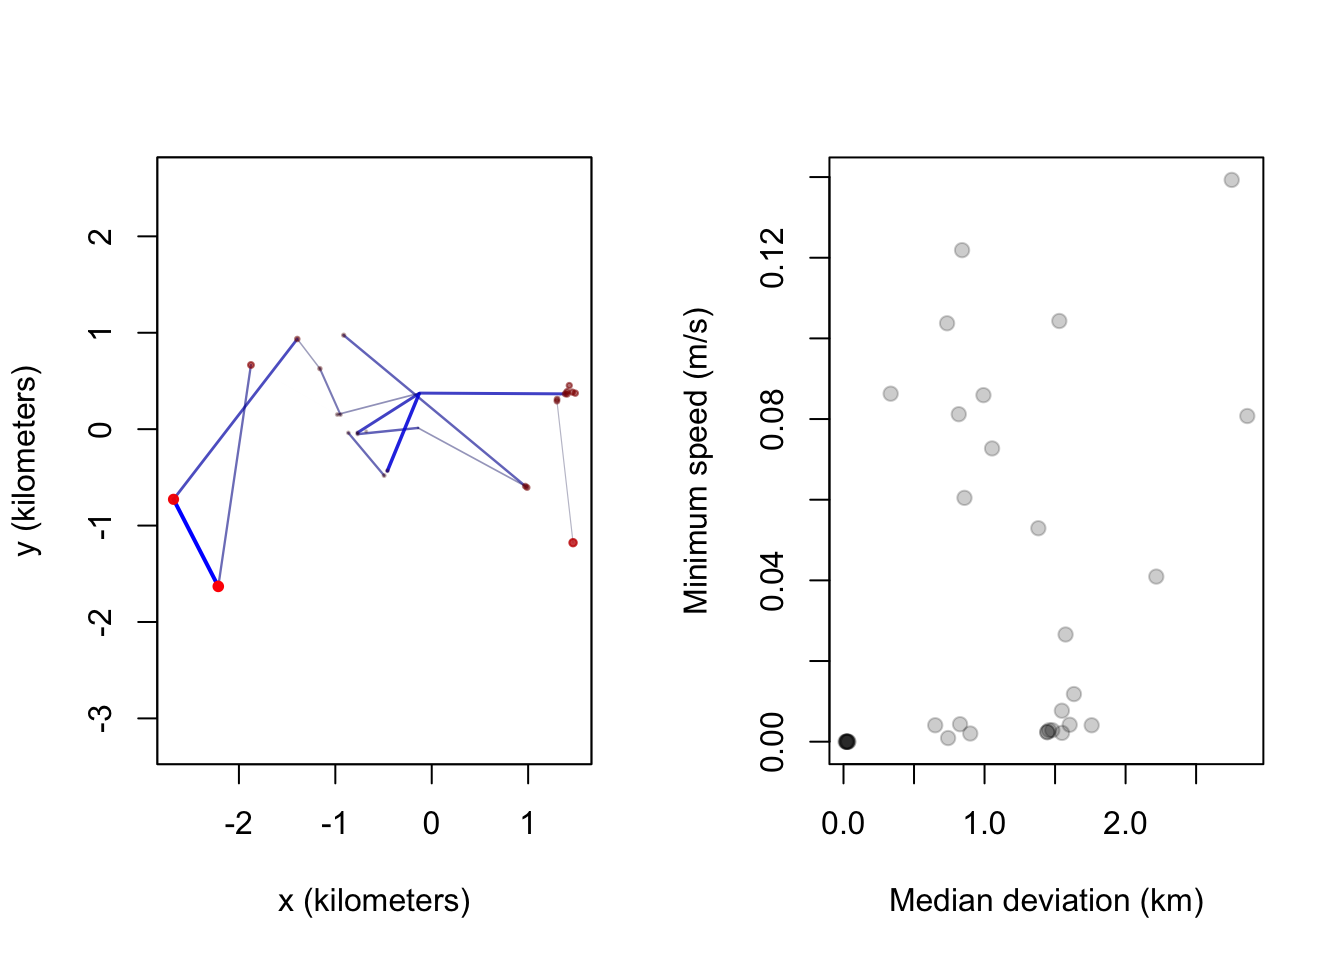 2
1
0
-1
-2
-3
y (kilometers)
-2 -1 0 1
x (kilometers)
0.12
0.08
0.04
0.00
Minimum speed (m/s)
0.0 1.0 2.0
Median deviation (km)